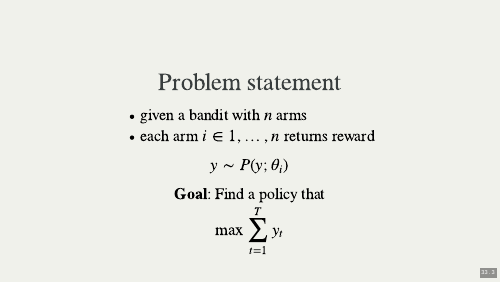 Problem statement
• given a bandit with n arms
• each arm i ∈ 1, … , n returns reward
y ∼ P(y; θᵢ)
Goal: Find a policy that
max ∑_{t=1}^{T} yₜ